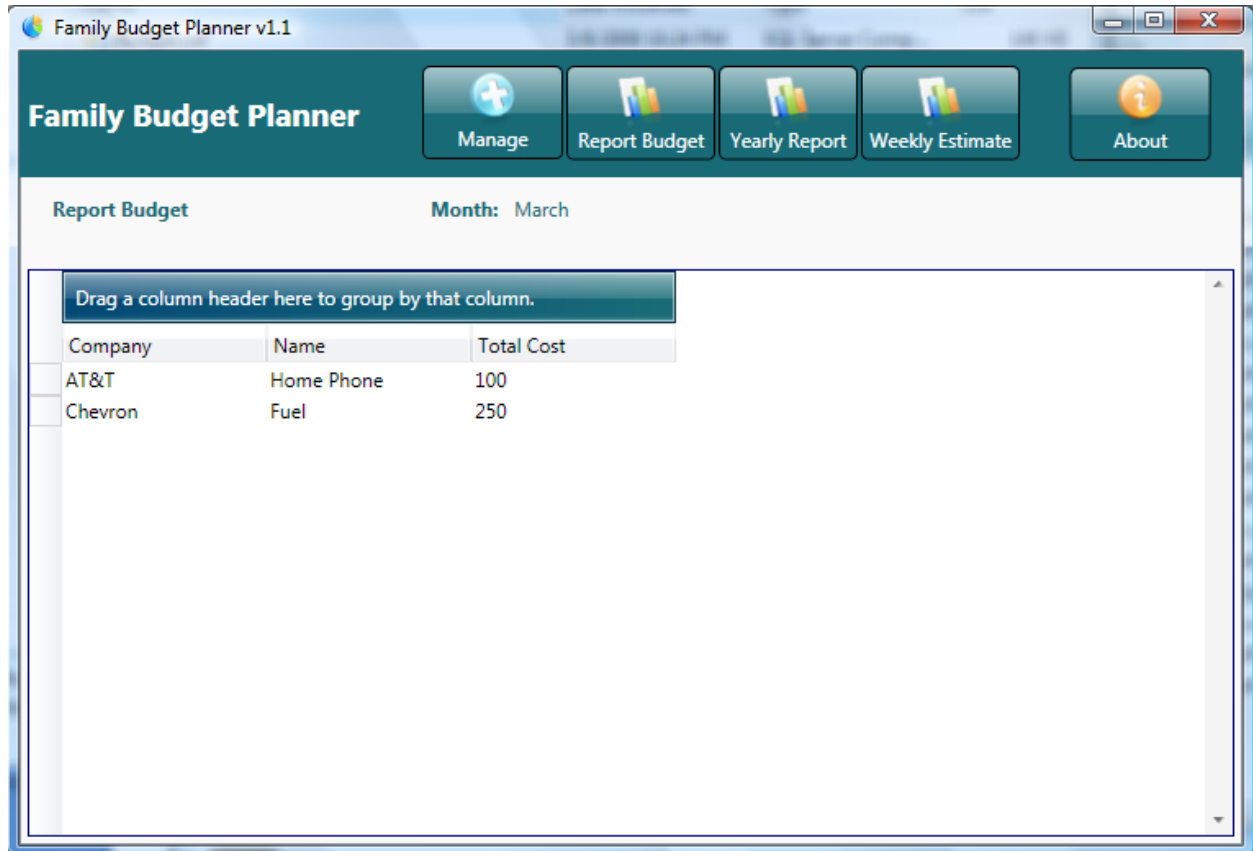 Family Budget Planner v1.1
Family Budget Planner
Manage
Report Budget
Yearly Report
Weekly Estimate
About
Report Budget
Month: March
Drag a column header here to group by that column.
Company Name Total Cost
AT&T Home Phone 100
Chevron Fuel 250